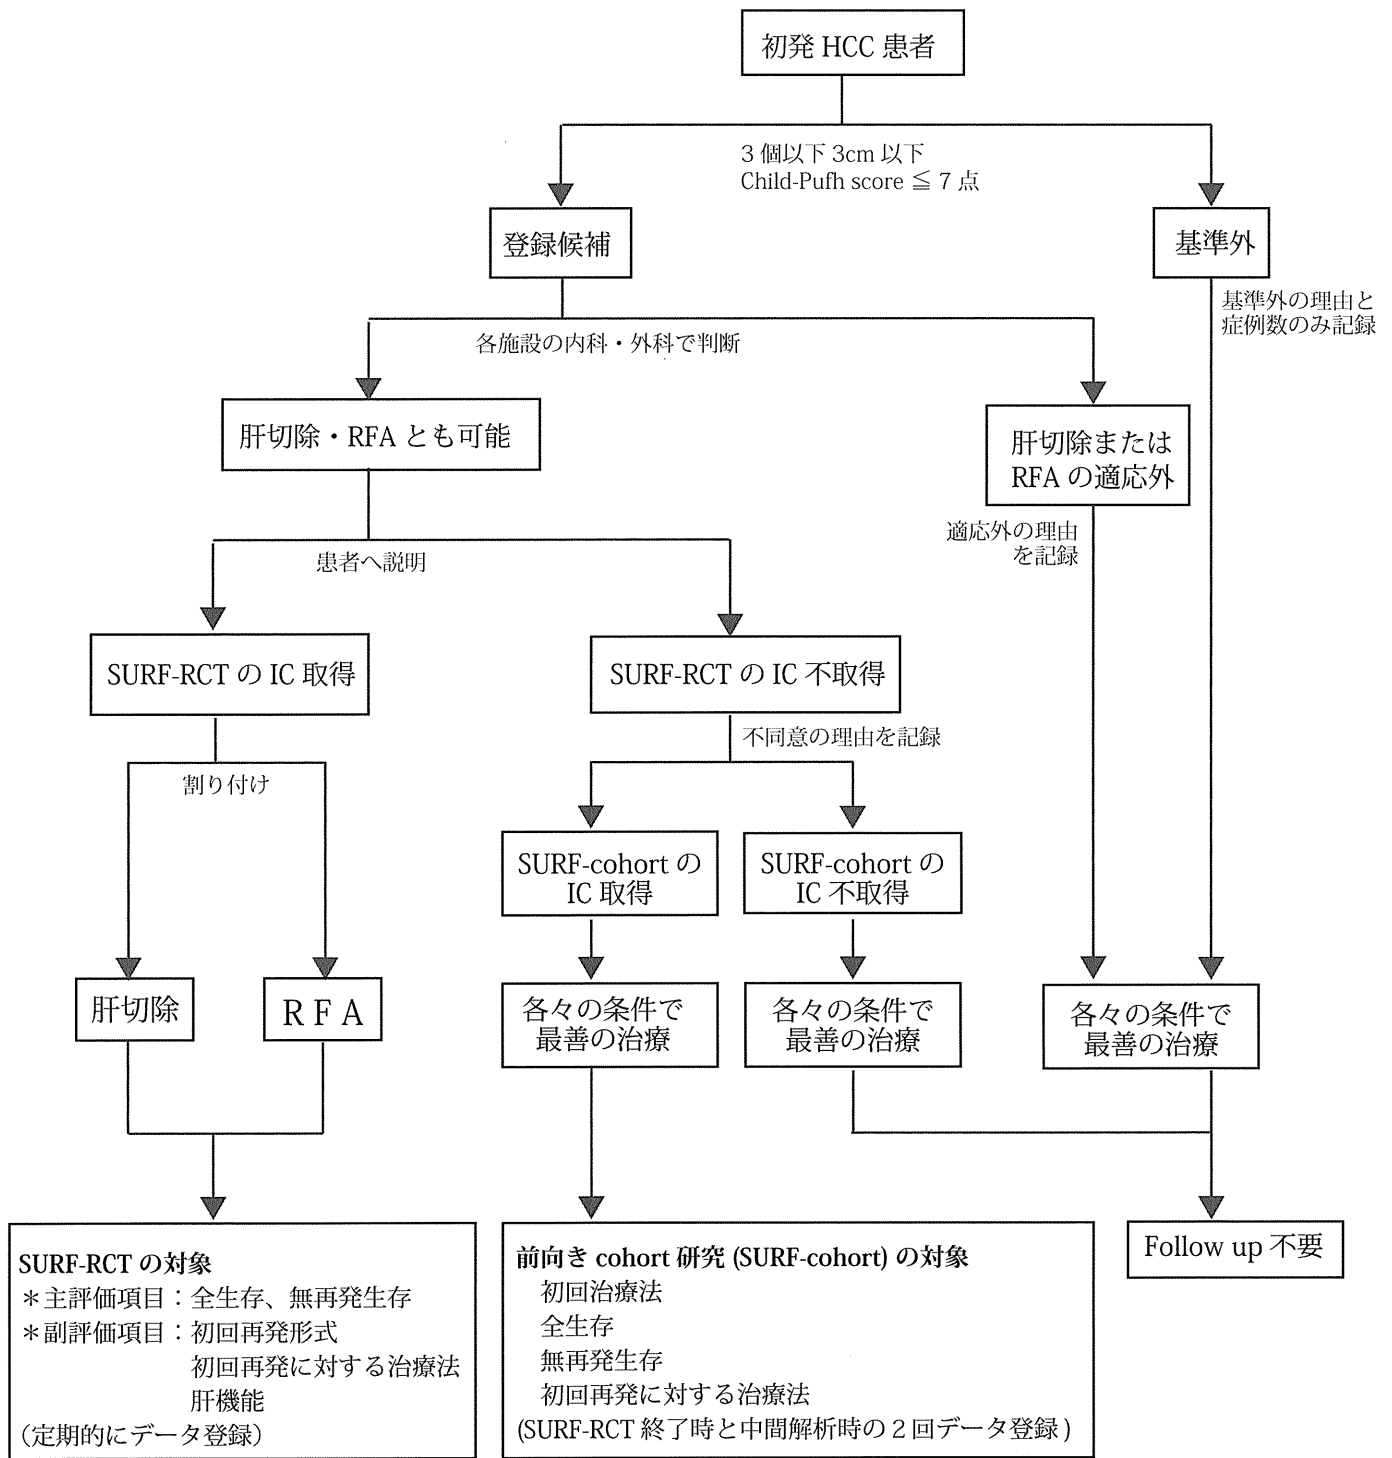 初発 HCC 患者
3 個以下 3cm 以下
Child-Pufh score ≦ 7 点
登録候補
基準外
基準外の理由と
症例数のみ記録
各施設の内科・外科で判断
肝切除・RFA とも可能
肝切除または
RFA の適応外
適応外の理由
を記録
患者へ説明
SURF-RCT の IC 取得
SURF-RCT の IC 不取得
不同意の理由を記録
割り付け
SURF-cohort の
IC 取得
SURF-cohort の
IC 不取得
肝切除
R F A
各々の条件で
最善の治療
各々の条件で
最善の治療
各々の条件で
最善の治療
SURF-RCT の対象
＊主評価項目：全生存、無再発生存
＊副評価項目：初回再発形式
初回再発に対する治療法
肝機能
（定期的にデータ登録）
前向き cohort 研究 (SURF-cohort) の対象
初回治療法
全生存
無再発生存
初回再発に対する治療法
(SURF-RCT 終了時と中間解析時の 2 回データ登録 )
Follow up 不要